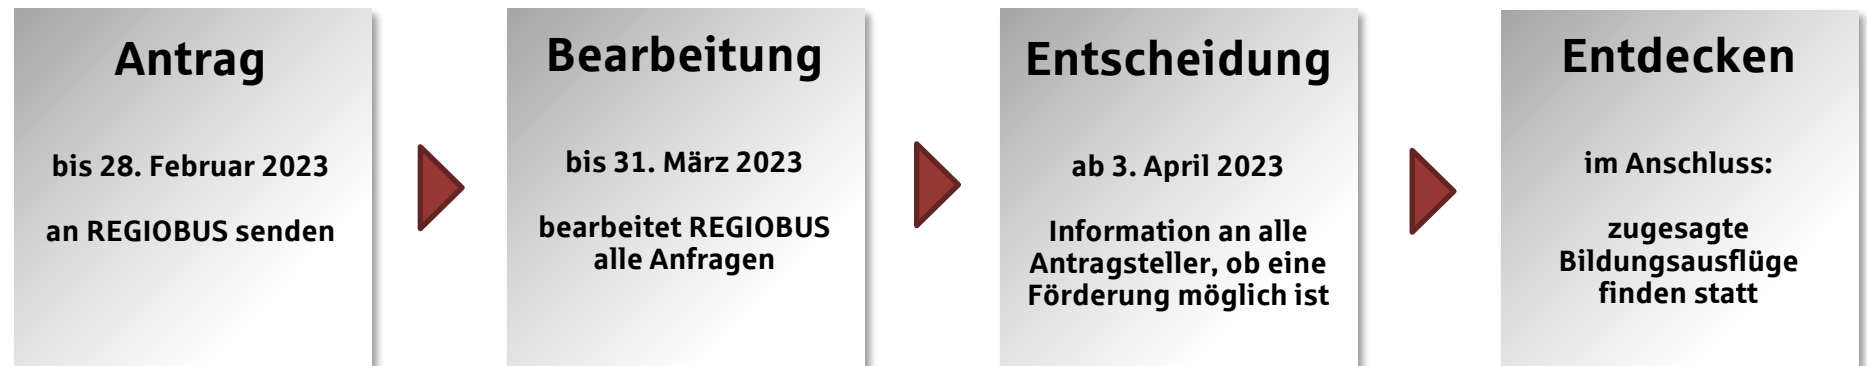 Antrag
bis 28. Februar 2023
an REGIOBUS senden
Bearbeitung
bis 31. März 2023
bearbeitet REGIOBUS
alle Anfragen
Entscheidung
ab 3. April 2023
Information an alle
Antragsteller, ob eine
Förderung möglich ist
Entdecken
im Anschluss:
zugesagte
Bildungsausflüge
finden statt